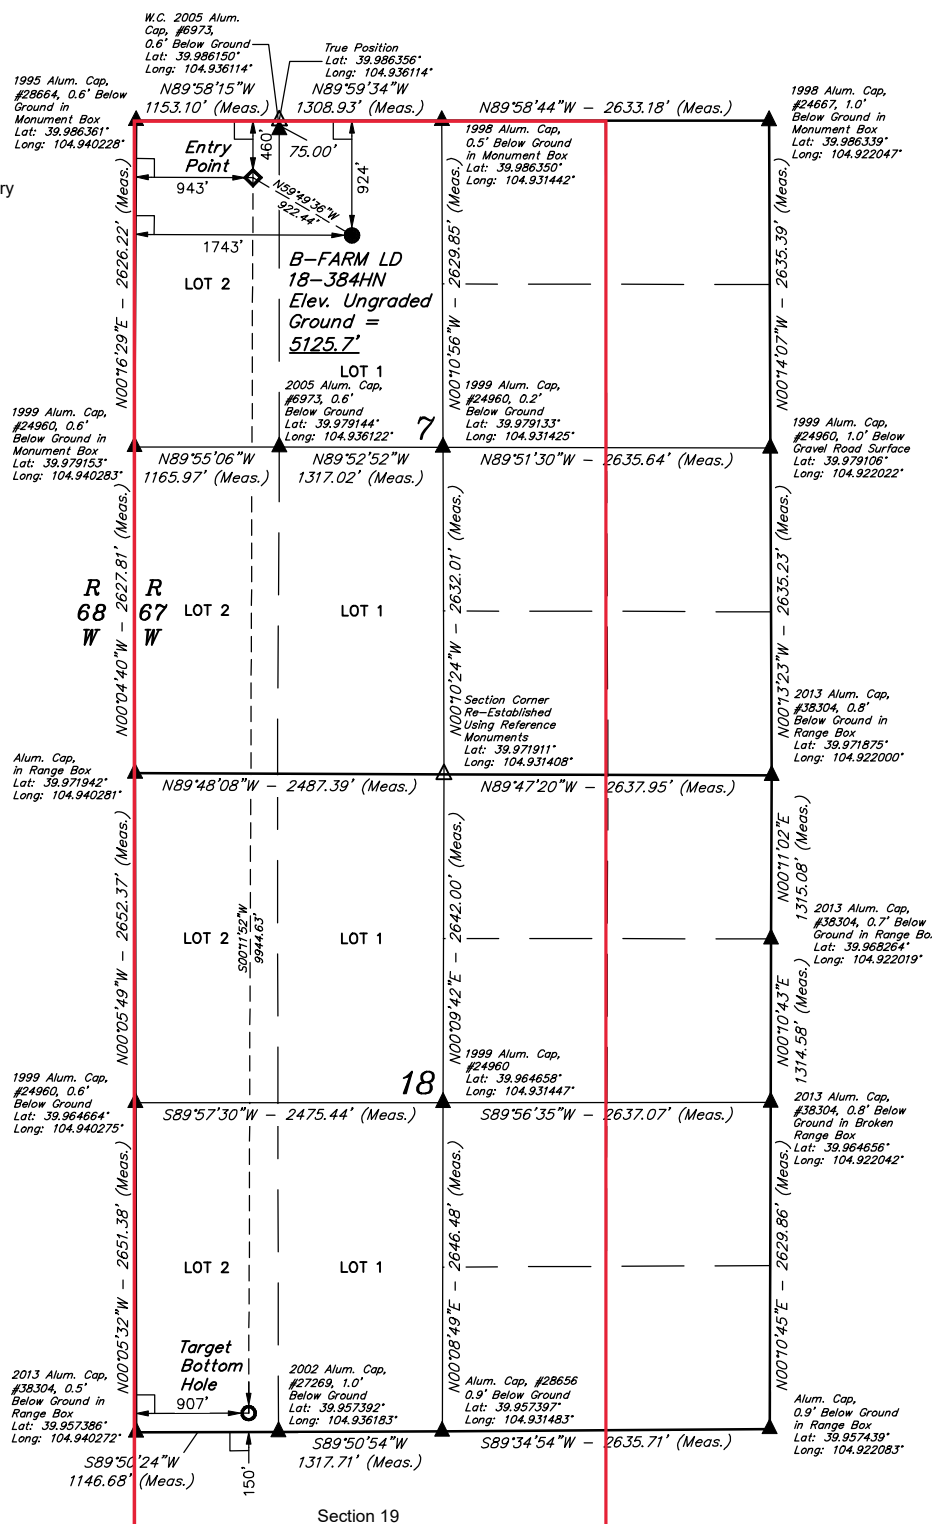 W.C. 2005 Alum.
Cap, #6973,
0.6' Below Ground
Lat: 39.986150°
Long: 104.936114°
True Position
Lat: 39.986356°
Long: 104.936114°
1995 Alum. Cap,
#28664, 0.6' Below
Ground in
Monument Box
Lat: 39.986361°
Long: 104.940228°
N89°58'15"W
1153.10' (Meas.)
N89°59'34"W
1308.93' (Meas.)
N89°58'44"W - 2633.18' (Meas.)
1998 Alum. Cap,
#24667, 1.0'
Below Ground in
Monument Box
Lat: 39.986339°
Long: 104.922047°
1998 Alum. Cap,
0.5' Below Ground
in Monument Box
Lat: 39.986350°
Long: 104.931442°
ry
Entry
Point
460'
75.00'
924'
943'
N59°49'36"W
922.44'
1743'
B-FARM LD
18-384HN
Elev. Ungraded
Ground =
5125.7'
LOT 2
LOT 1
N00°16'29"E - 2626.22' (Meas.)
N00°10'56"W - 2629.85' (Meas.)
N00°14'07"W - 2635.39' (Meas.)
1999 Alum. Cap,
#24960, 0.6'
Below Ground in
Monument Box
Lat: 39.979153°
Long: 104.940283°
2005 Alum. Cap,
#6973, 0.6'
Below Ground
Lat: 39.979144°
Long: 104.936122°
7
1999 Alum. Cap,
#24960, 0.2'
Below Ground
Lat: 39.979133°
Long: 104.931425°
1999 Alum. Cap,
#24960, 1.0' Below
Gravel Road Surface
Lat: 39.979106°
Long: 104.922022°
N89°55'06"W
1165.97' (Meas.)
N89°52'52"W
1317.02' (Meas.)
N89°51'30"W - 2635.64' (Meas.)
R
68
W
R
67
W
LOT 2
LOT 1
N00°04'40"W - 2627.81' (Meas.)
N00°10'24"W - 2632.01' (Meas.)
N00°13'23"W - 2635.23' (Meas.)
Section Corner
Re-Established
Using Reference
Monuments
Lat: 39.971911°
Long: 104.931408°
2013 Alum. Cap,
#38304, 0.8'
Below Ground in
Range Box
Lat: 39.971875°
Long: 104.922000°
Alum. Cap,
in Range Box
Lat: 39.971942°
Long: 104.940281°
N89°48'08"W - 2487.39' (Meas.)
N89°47'20"W - 2637.95' (Meas.)
N00°05'49"W - 2652.37' (Meas.)
LOT 2
S00°11'52"W
9944.63'
LOT 1
N00°09'42"E - 2642.00' (Meas.)
N00°11'02"E
1315.08' (Meas.)
2013 Alum. Cap,
#38304, 0.7' Below
Ground in Range Bo
Lat: 39.968264°
Long: 104.922019°
N00°10'43"E
1314.58' (Meas.)
1999 Alum. Cap,
#24960, 0.6'
Below Ground
Lat: 39.964664°
Long: 104.940275°
18
1999 Alum. Cap,
#24960
Lat: 39.964658°
Long: 104.931447°
2013 Alum. Cap,
#38304, 0.8' Below
Ground in Broken
Range Box
Lat: 39.964656°
Long: 104.922042°
S89°57'30"W - 2475.44' (Meas.)
S89°56'35"W - 2637.07' (Meas.)
N00°05'32"W - 2651.38' (Meas.)
LOT 2
LOT 1
N00°08'49"E - 2646.48' (Meas.)
N00°10'45"E - 2629.86' (Meas.)
Target
Bottom
Hole
907'
2013 Alum. Cap,
#38304, 0.5'
Below Ground in
Range Box
Lat: 39.957386°
Long: 104.940272°
2002 Alum. Cap,
#27269, 1.0'
Below Ground
Lat: 39.957392°
Long: 104.936183°
Alum. Cap, #28656
0.9' Below Ground
Lat: 39.957397°
Long: 104.931483°
Alum. Cap,
0.9' Below Ground
in Range Box
Lat: 39.957439°
Long: 104.922083°
S89°50'24"W
1146.68' (Meas.)
150'
S89°50'54"W
1317.71' (Meas.)
S89°34'54"W - 2635.71' (Meas.)
Section 19